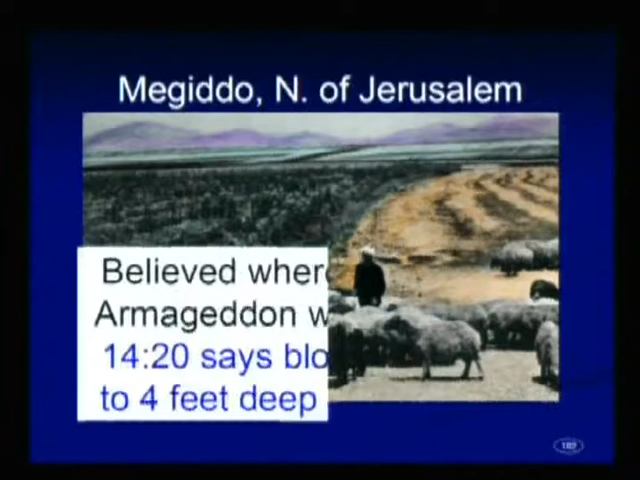 Megiddo, N. of Jerusalem
Believed where
Armageddon w
14:20 says blo
to 4 feet deep